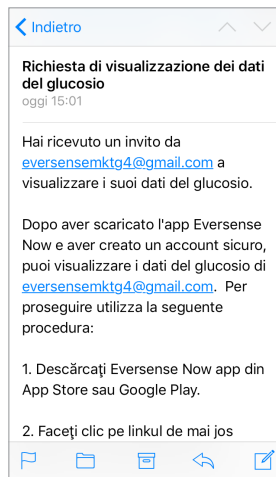 Indietro
Richiesta di visualizzazione dei dati
del glucosio
oggi 15:01
Hai ricevuto un invito da
eversensemktg4@gmail.com a
visualizzare i suoi dati del glucosio.
Dopo aver scaricato l'app Eversense
Now e aver creato un account sicuro,
puoi visualizzare i dati del glucosio di
eversensemktg4@gmail.com. Per
proseguire utilizza la seguente
procedura:
1. Descărcaţi Eversense Now app din
App Store sau Google Play.
2. Faceţi clic pe linkul de mai jos